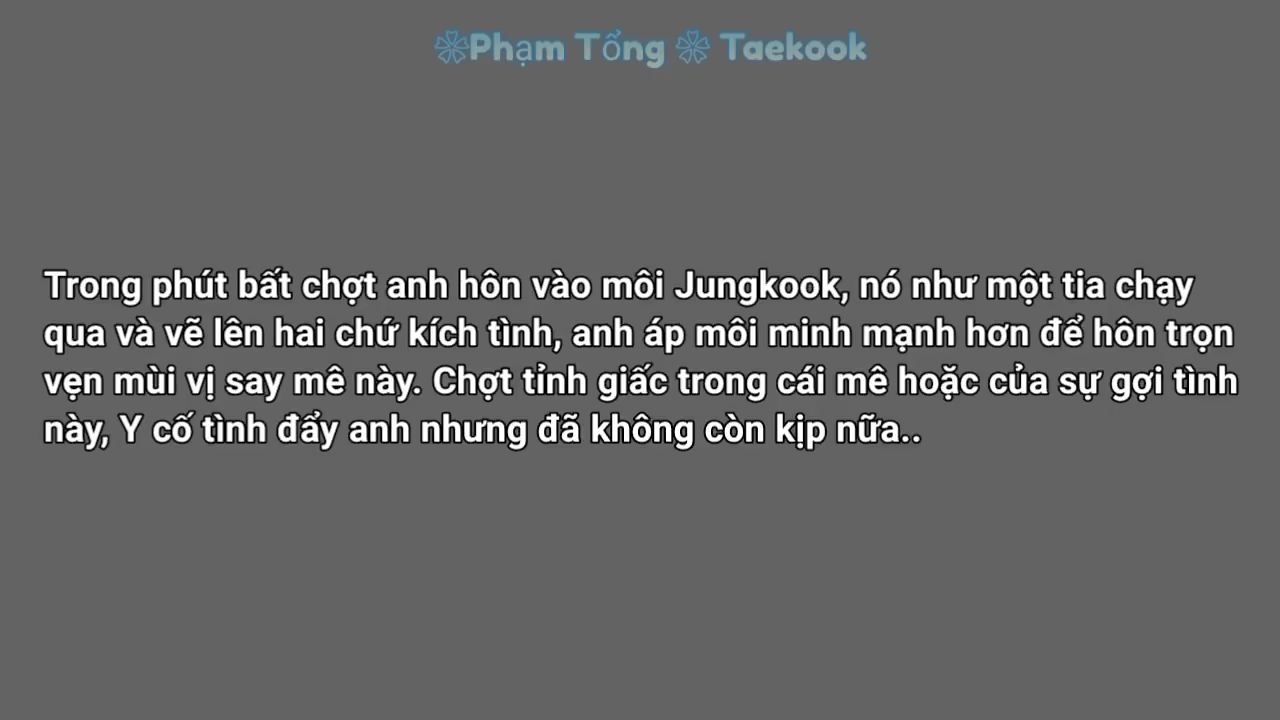 ❀Phạm Tổng ❀ Taekook
Trong phút bất chợt anh hôn vào môi Jungkook, nó như một tia chạy
qua và vẽ lên hai chứ kích tình, anh áp môi minh mạnh hơn để hôn trọn
vẹn mùi vị say mê này. Chợt tỉnh giấc trong cái mê hoặc của sự gợi tình
này, Y cố tình đẩy anh nhưng đã không còn kịp nữa..